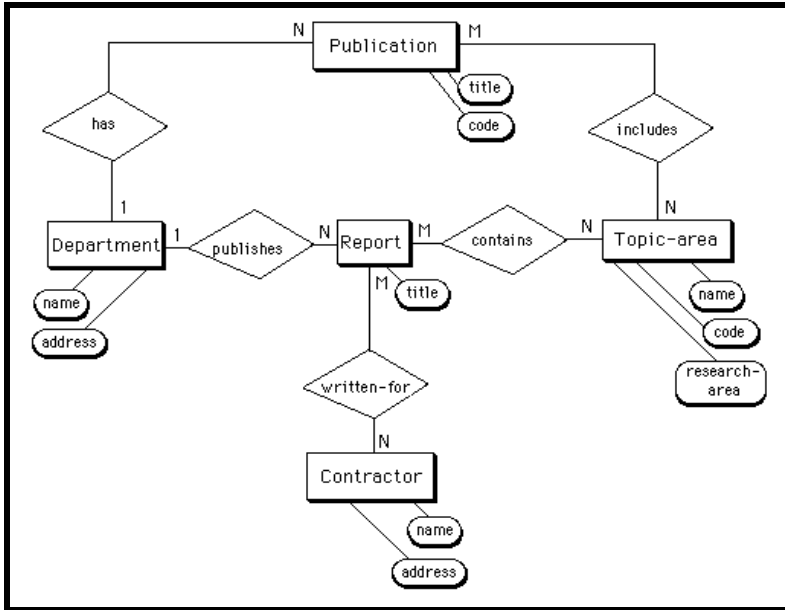 N
Publication
M
title
code
has
includes
1
N
Department
1
publishes
N
Report
M
contains
N
Topic-area
M
title
name
address
name
code
research-
area
written-for
N
Contractor
name
address